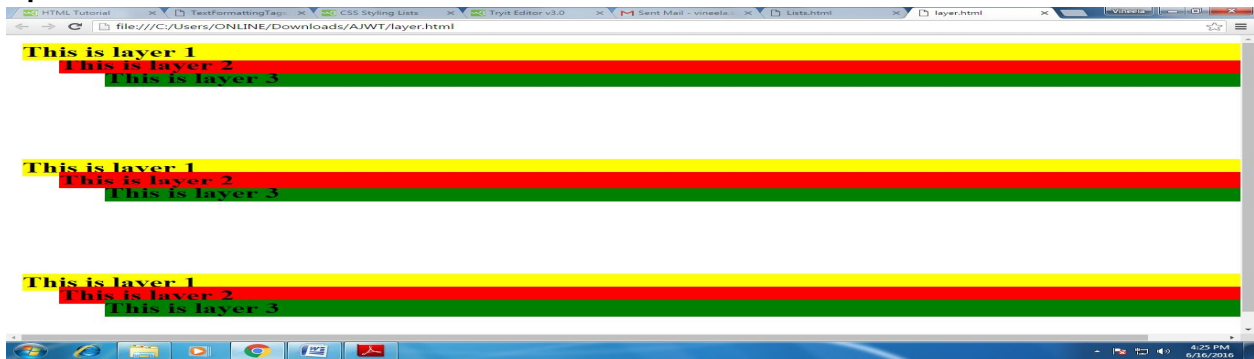 HTML Tutorial TextFormattingTag CSS Styling Lists Tryit Editor v3.0 Sent Mail - vineela. Lists.html layer.html Vineela
file:///C:/Users/ONLINE/Downloads/AJWT/layer.html
This is layer 1
This is layer 2
This is layer 3
This is layer 1
This is layer 2
This is layer 3
This is layer 1
This is layer 2
This is layer 3
4:25 PM
6/16/2016